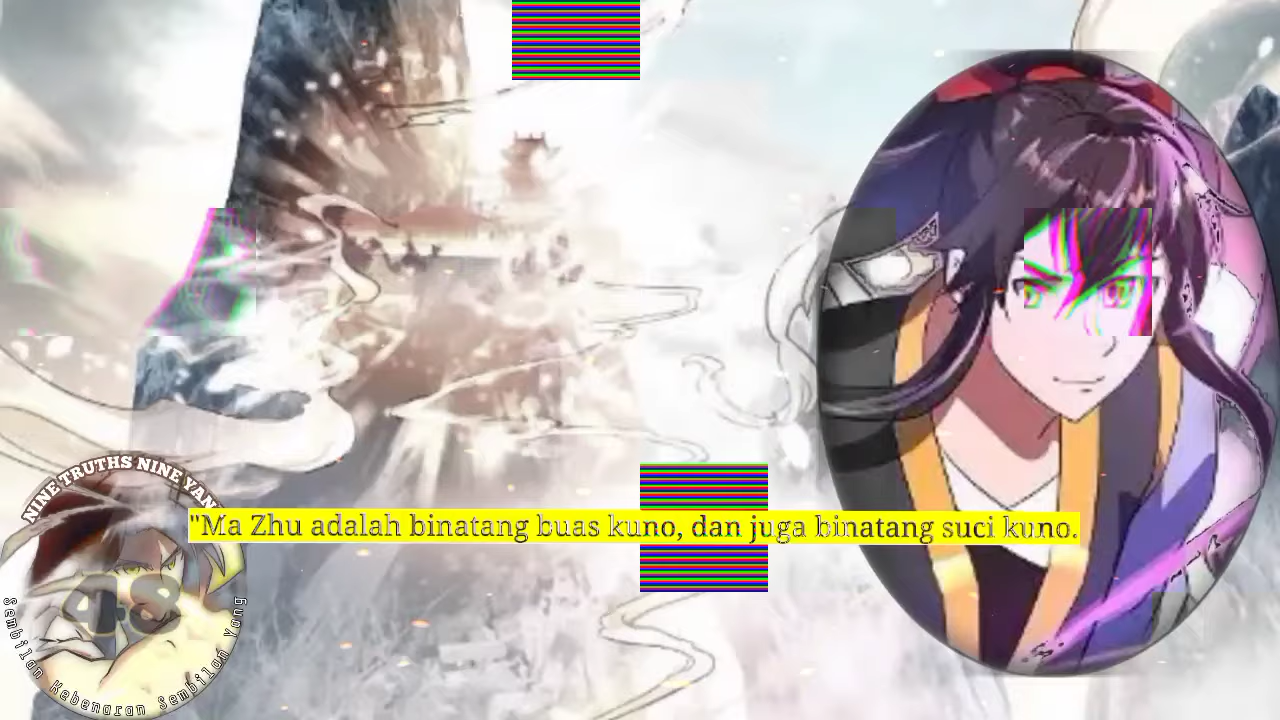 "Ma Zhu adalah binatang buas kuno, dan juga binatang suci kuno.
NINE TRUTHS NINE YANG
48
Sembilan Kebenaran Sembilan Yang